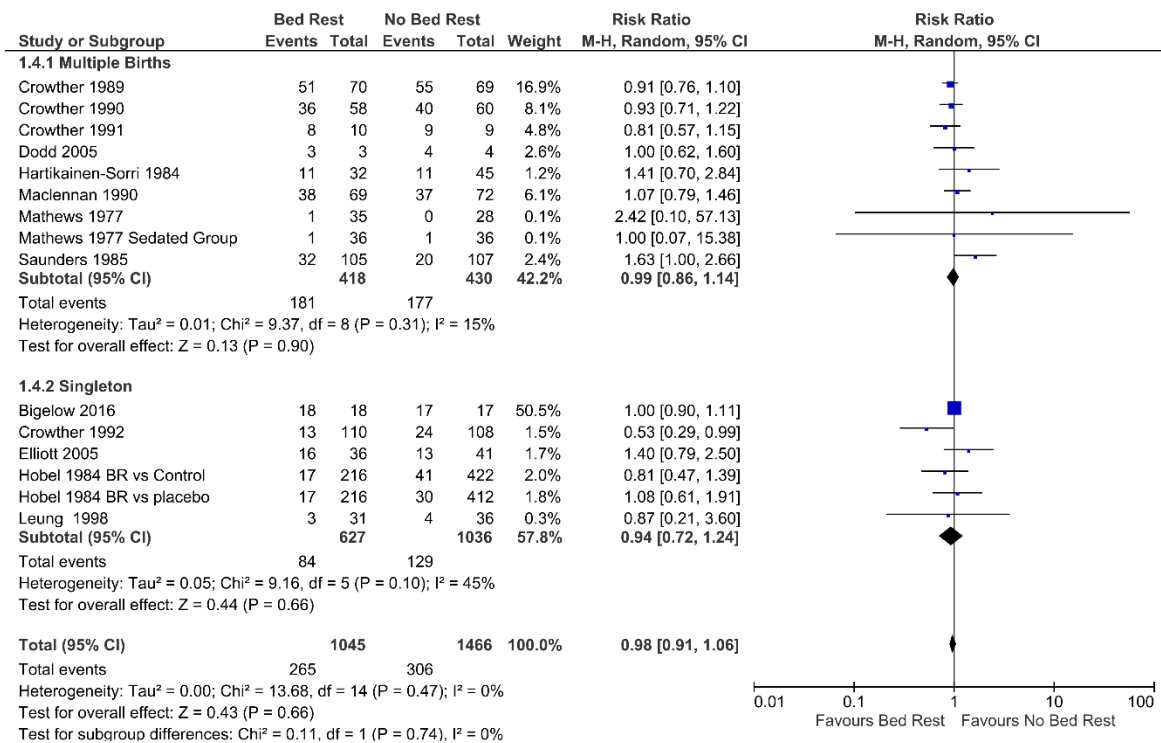 Bed Rest No Bed Rest Risk Ratio Risk Ratio
Study or Subgroup Events Total Events Total Weight M-H, Random, 95% CI M-H, Random, 95% CI
1.4.1 Multiple Births
Crowther 1989 51 70 55 69 16.9% 0.91 [0.76, 1.10]
Crowther 1990 36 58 40 60 8.1% 0.93 [0.71, 1.22]
Crowther 1991 8 10 9 9 4.8% 0.81 [0.57, 1.15]
Dodd 2005 3 3 4 4 2.6% 1.00 [0.62, 1.60]
Hartikainen-Sorri 1984 11 32 11 45 1.2% 1.41 [0.70, 2.84]
Maclennan 1990 38 69 37 72 6.1% 1.07 [0.79, 1.46]
Mathews 1977 1 35 0 28 0.1% 2.42 [0.10, 57.13]
Mathews 1977 Sedated Group 1 36 1 36 0.1% 1.00 [0.07, 15.38]
Saunders 1985 32 105 20 107 2.4% 1.63 [1.00, 2.66]
Subtotal (95% CI) 418 430 42.2% 0.99 [0.86, 1.14]
Total events 181 177
Heterogeneity: Tau² = 0.01; Chi² = 9.37, df = 8 (P = 0.31); I² = 15%
Test for overall effect: Z = 0.13 (P = 0.90)
1.4.2 Singleton
Bigelow 2016 18 18 17 17 50.5% 1.00 [0.90, 1.11]
Crowther 1992 13 110 24 108 1.5% 0.53 [0.29, 0.99]
Elliott 2005 16 36 13 41 1.7% 1.40 [0.79, 2.50]
Hobel 1984 BR vs Control 17 216 41 422 2.0% 0.81 [0.47, 1.39]
Hobel 1984 BR vs placebo 17 216 30 412 1.8% 1.08 [0.61, 1.91]
Leung 1998 3 31 4 36 0.3% 0.87 [0.21, 3.60]
Subtotal (95% CI) 627 1036 57.8% 0.94 [0.72, 1.24]
Total events 84 129
Heterogeneity: Tau² = 0.05; Chi² = 9.16, df = 5 (P = 0.10); I² = 45%
Test for overall effect: Z = 0.44 (P = 0.66)
Total (95% CI) 1045 1466 100.0% 0.98 [0.91, 1.06]
Total events 265 306
Heterogeneity: Tau² = 0.00; Chi² = 13.68, df = 14 (P = 0.47); I² = 0%
Test for overall effect: Z = 0.43 (P = 0.66)
Test for subgroup differences: Chi² = 0.11, df = 1 (P = 0.74), I² = 0%
0.01 0.1 1 10 100
Favours Bed Rest Favours No Bed Rest